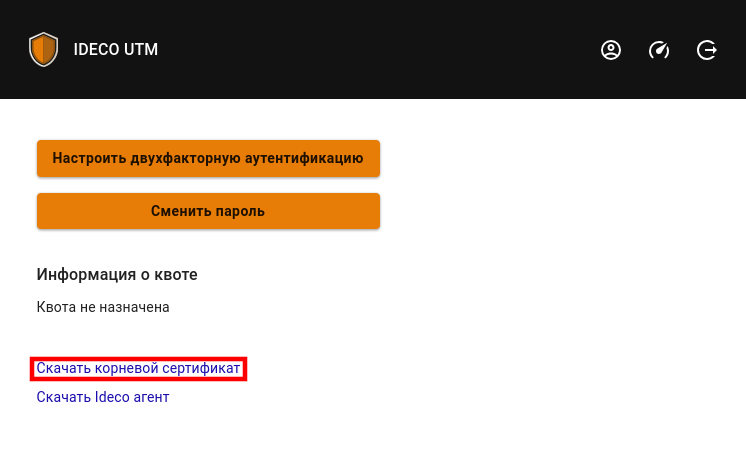 IDECO UTM
Настроить двухфакторную аутентификацию
Сменить пароль
Информация о квоте
Квота не назначена
Скачать корневой сертификат
Скачать Ideco агент